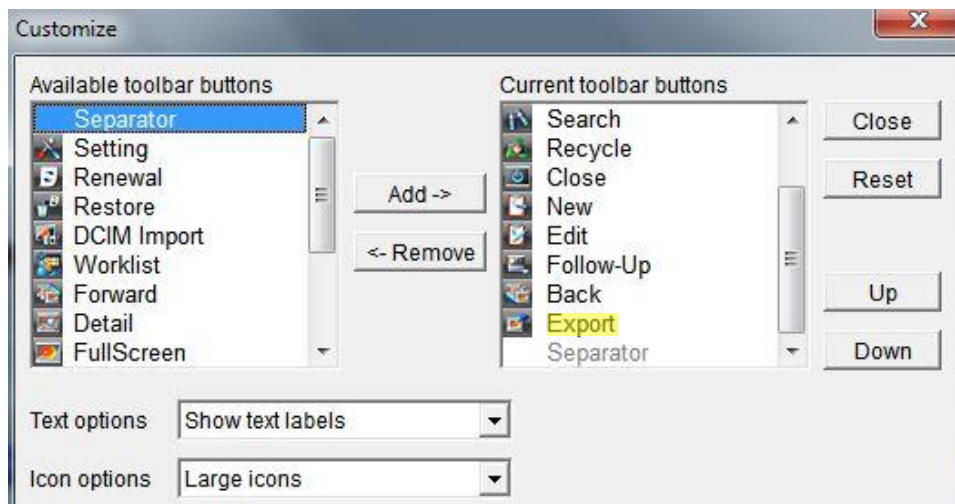 Customize
Available toolbar buttons
Separator
Setting
Renewal
Restore
DCIM Import
Worklist
Forward
Detail
FullScreen
Add ->
<- Remove
Current toolbar buttons
Search
Recycle
Close
New
Edit
Follow-Up
Back
Export
Separator
Close
Reset
Up
Down
Text options
Show text labels
Icon options
Large icons